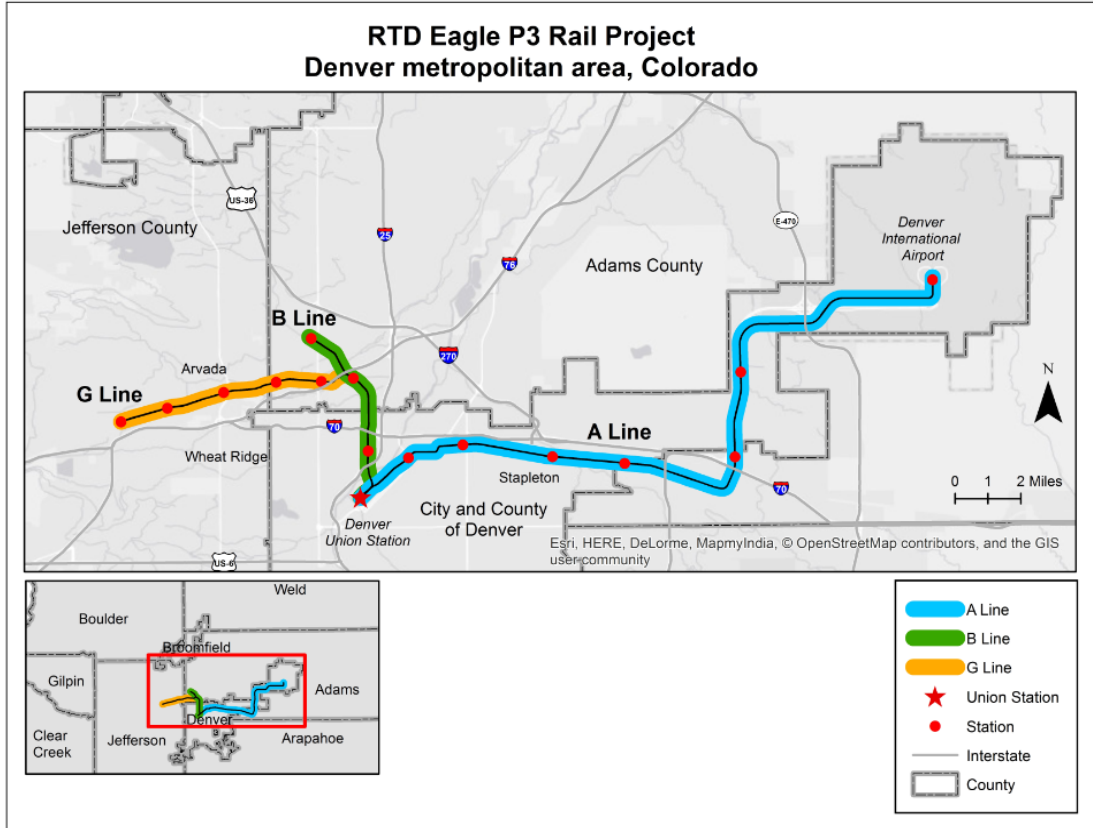 RTD Eagle P3 Rail Project
Denver metropolitan area, Colorado
US-36
Jefferson County
25
E-470
Denver
International
Airport
76
Adams County
B Line
270
Arvada
G Line
N
70
A Line
Wheat Ridge
Stapleton
70
0 1 2 Miles
City and County
of Denver
Denver
Union Station
US-6
Esri, HERE, DeLorme, MapmyIndia, © OpenStreetMap contributors, and the GIS
user community
Weld
Boulder
Broomfield
Gilpin
Adams
Denver
Clear
Creek
Jefferson
Arapahoe
A Line
B Line
G Line
Union Station
Station
Interstate
County